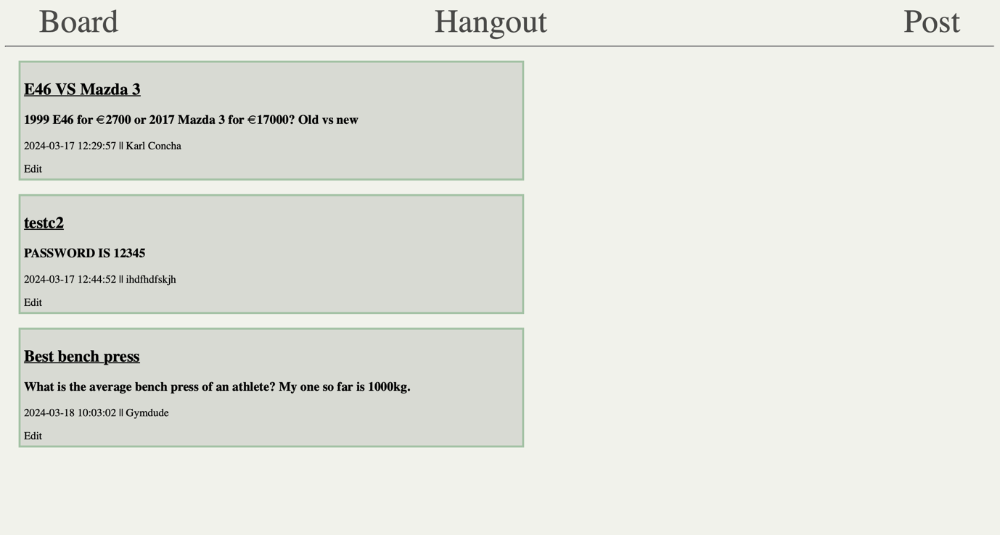 Board Hangout Post
E46 VS Mazda 3
1999 E46 for €2700 or 2017 Mazda 3 for €17000? Old vs new
2024-03-17 12:29:57 || Karl Concha
Edit
testc2
PASSWORD IS 12345
2024-03-17 12:44:52 || ihdfhdfskjh
Edit
Best bench press
What is the average bench press of an athlete? My one so far is 1000kg.
2024-03-18 10:03:02 || Gymdude
Edit